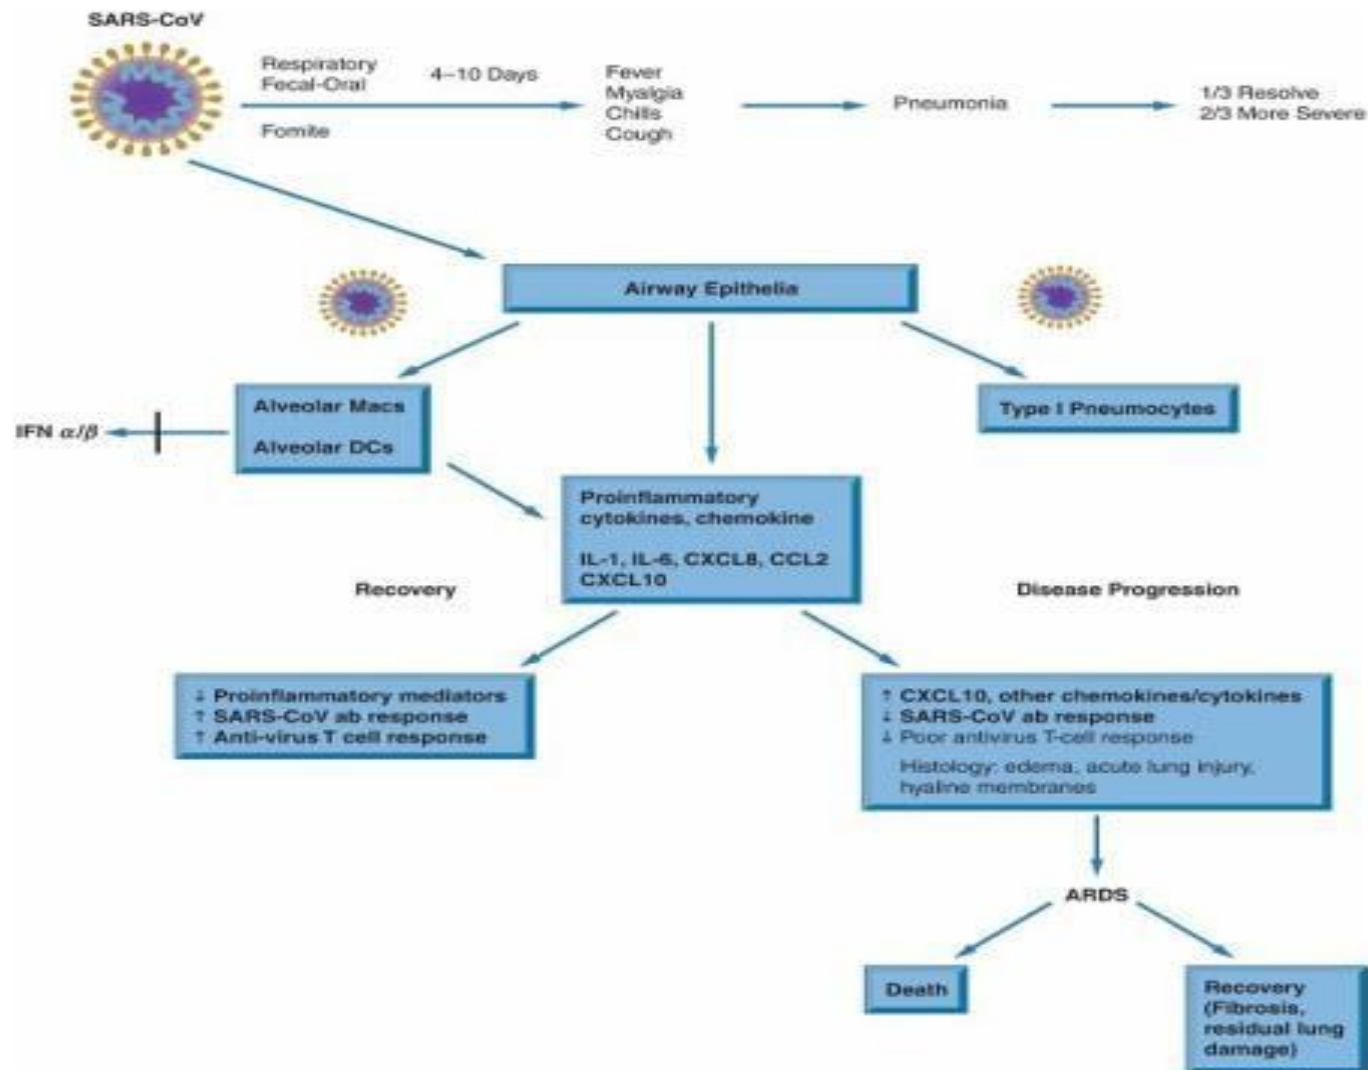 SARS-CoV
Respiratory
Fecal-Oral
Fomite
4–10 Days
Fever
Myalgia
Chills
Cough
Pneumonia
1/3 Resolve
2/3 More Severe
Airway Epithelia
Alveolar Macs
Alveolar DCs
IFN α/β
Type I Pneumocytes
Proinflammatory
cytokines, chemokine
IL-1, IL-6, CXCL8, CCL2
CXCL10
Recovery
Disease Progression
↓ Proinflammatory mediators
↑ SARS-CoV ab response
↑ Anti-virus T cell response
↑ CXCL10, other chemokines/cytokines
↓ SARS-CoV ab response
↓ Poor antivirus T-cell response
Histology: edema, acute lung injury,
hyaline membranes
ARDS
Death
Recovery
(Fibrosis,
residual lung
damage)